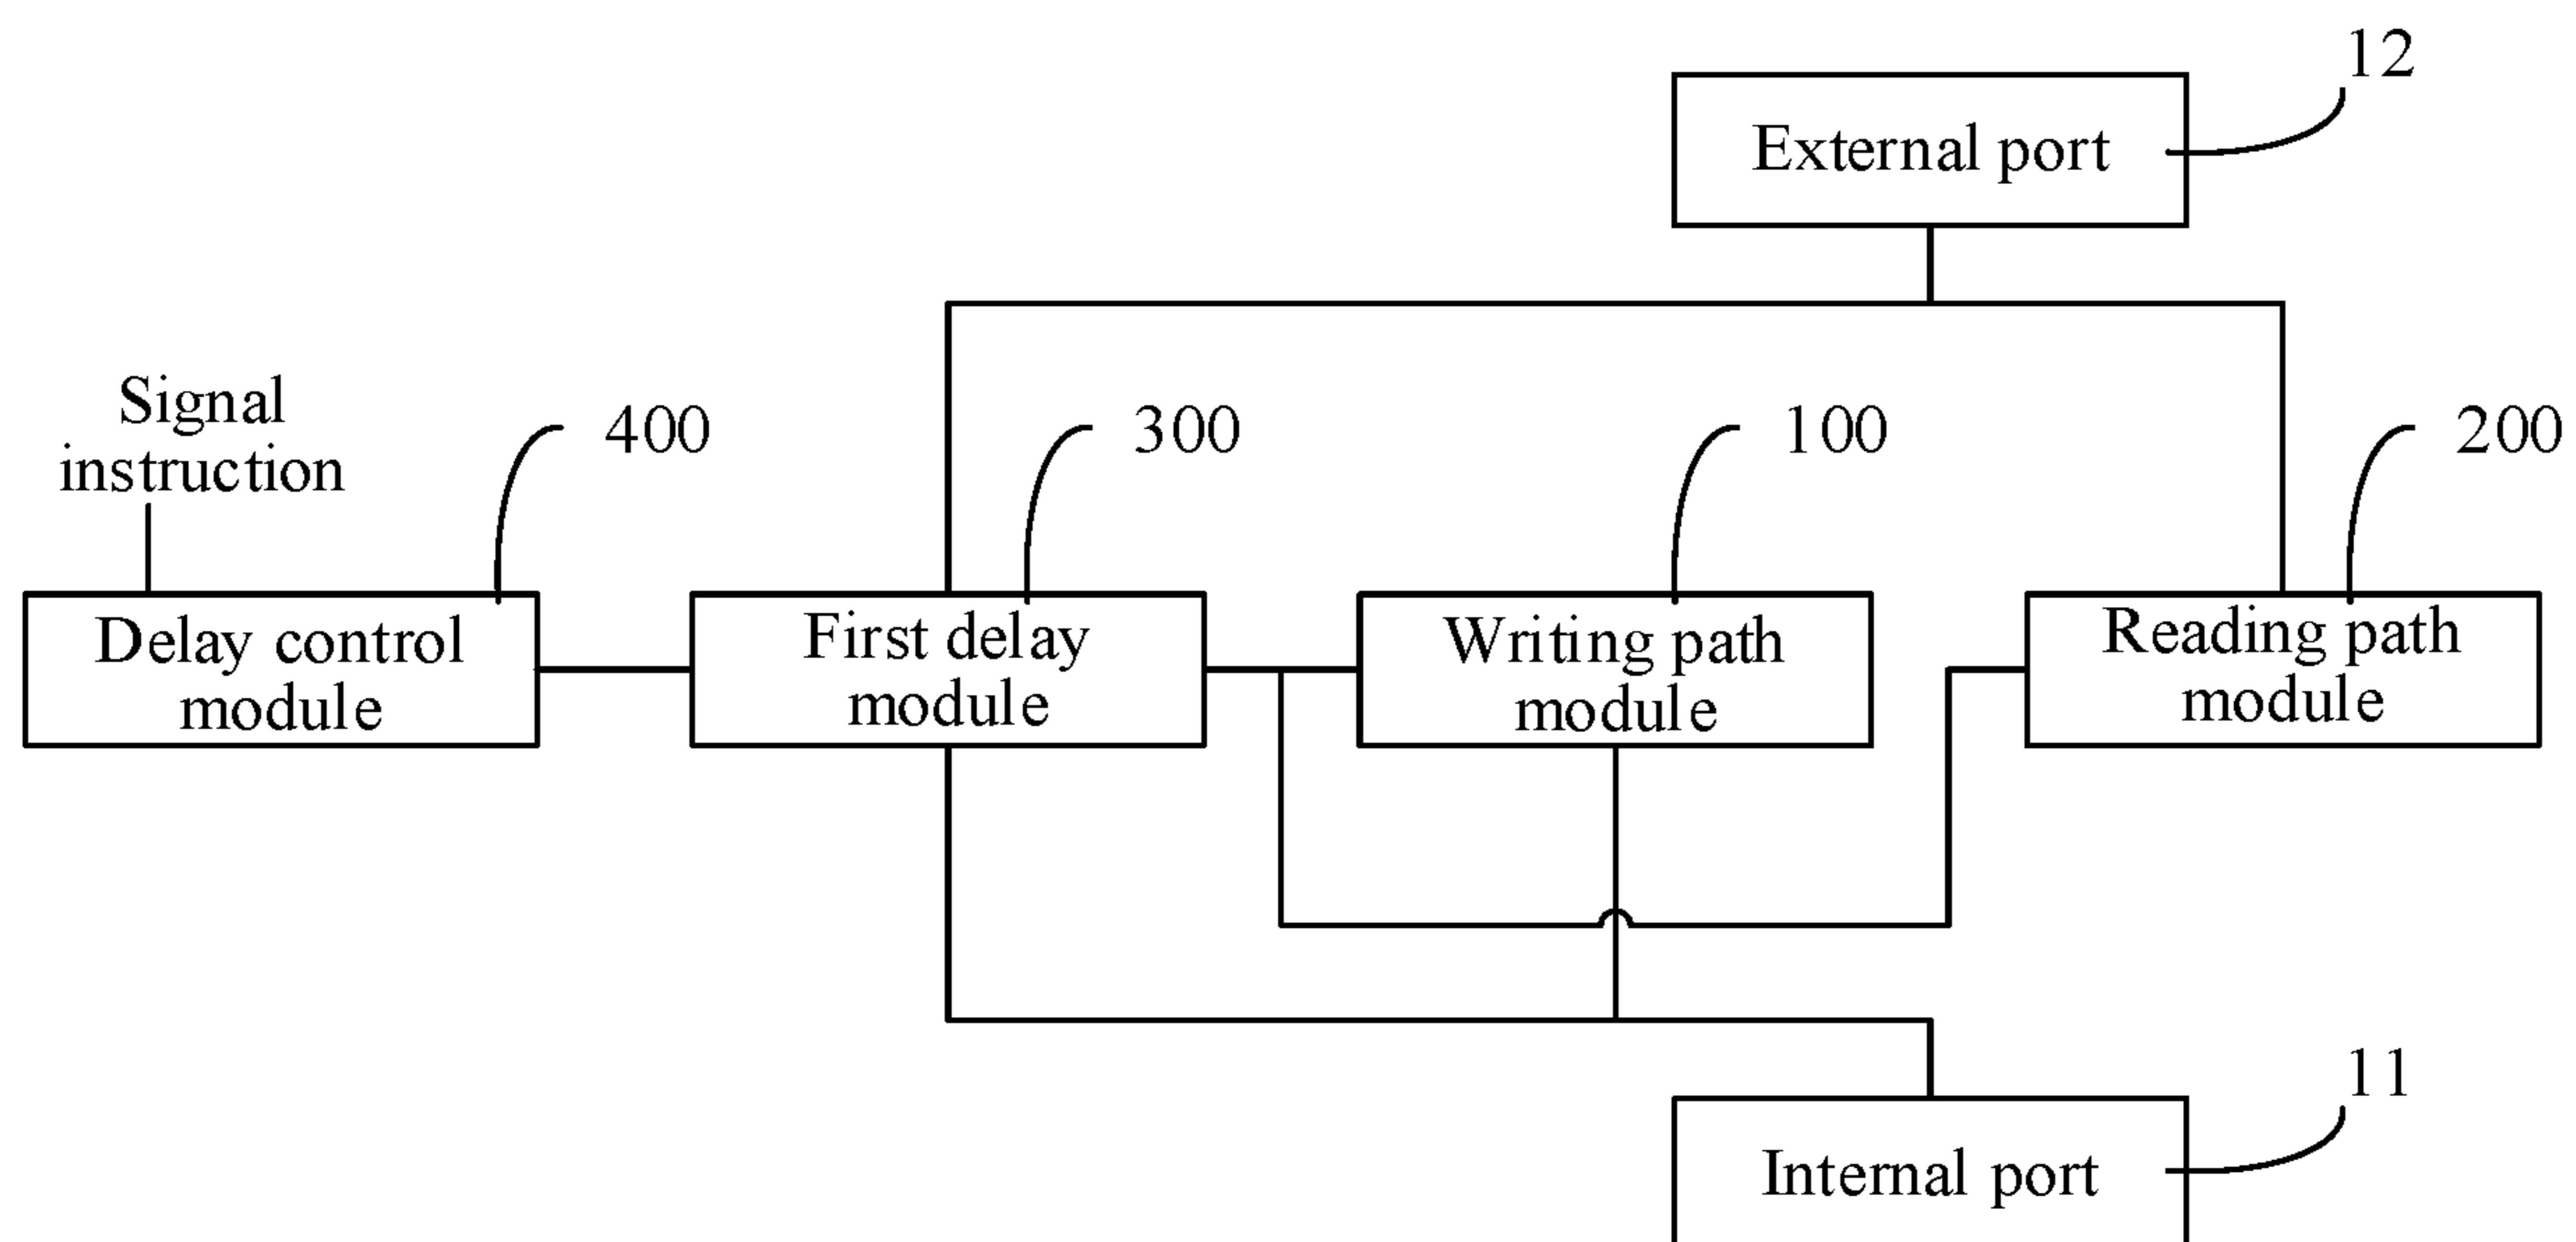 12
External port
Signal
instruction
400
300
100
200
Delay control
module
First delay
module
Writing path
module
Reading path
module
11
Internal port